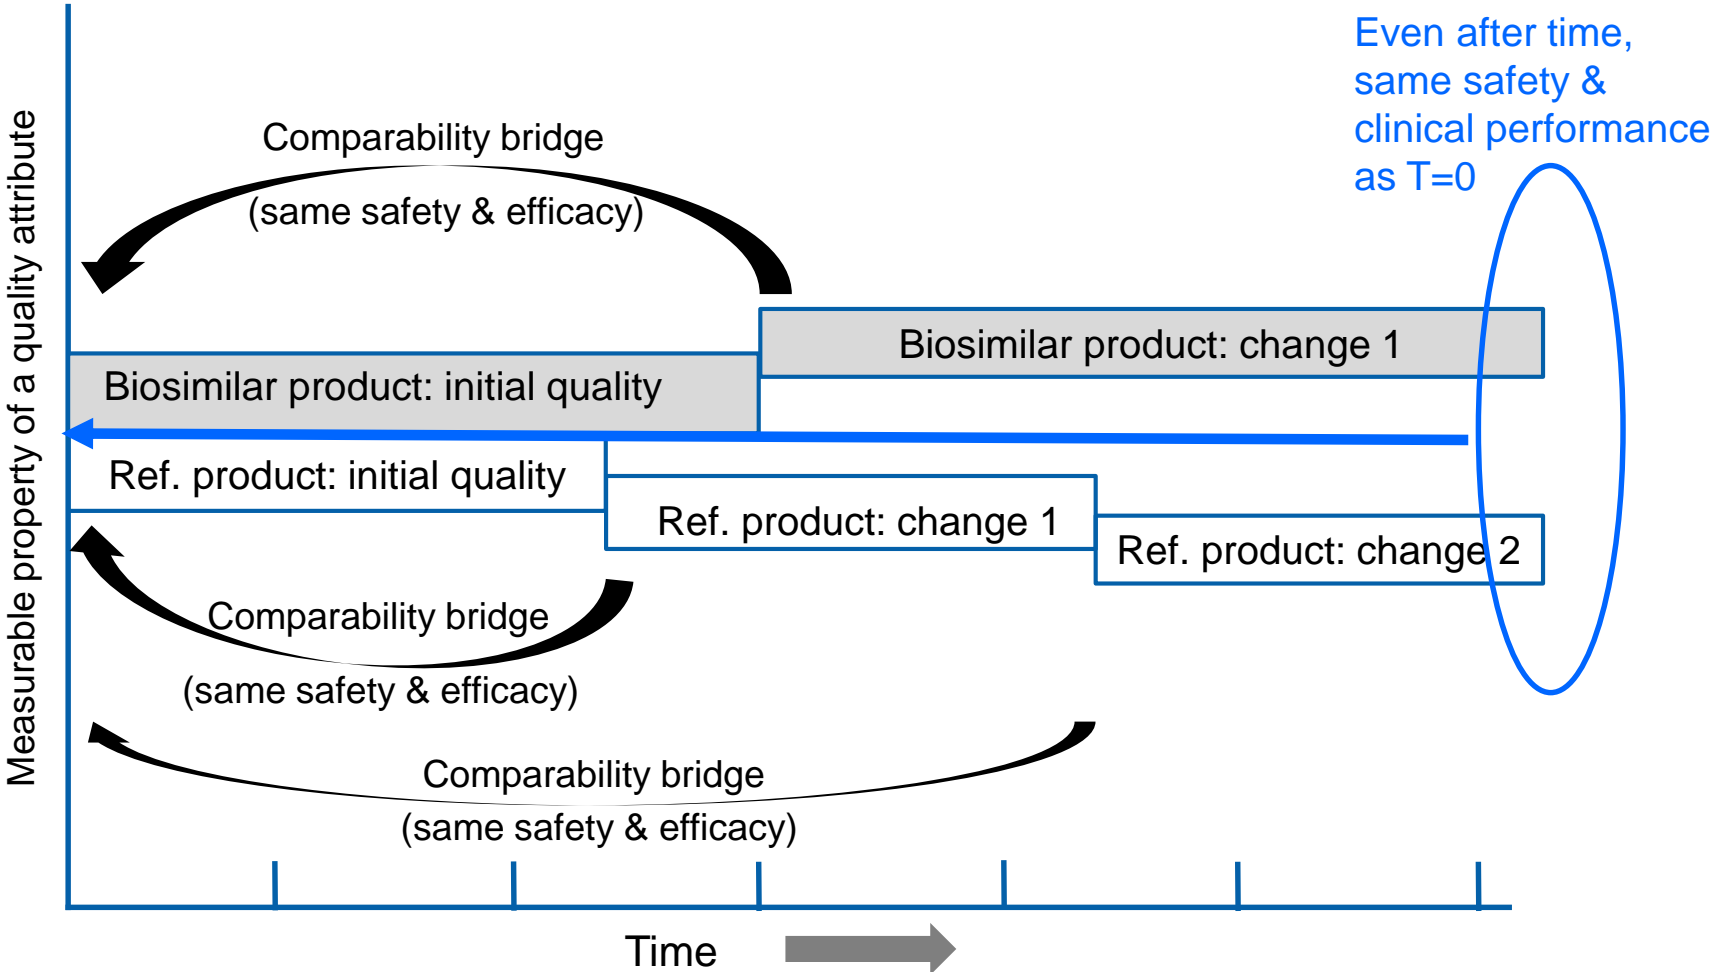 Even after time,
same safety &
clinical performance
as T=0
Comparability bridge
(same safety & efficacy)
Measurable property of a quality attribute
Biosimilar product: change 1
Biosimilar product: initial quality
Ref. product: initial quality
Ref. product: change 1
Ref. product: change 2
Comparability bridge
(same safety & efficacy)
Comparability bridge
(same safety & efficacy)
Time